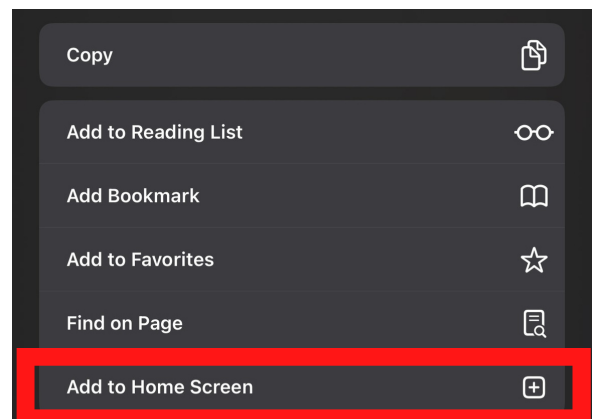 Copy
Add to Reading List
Add Bookmark
Add to Favorites
Find on Page
Add to Home Screen